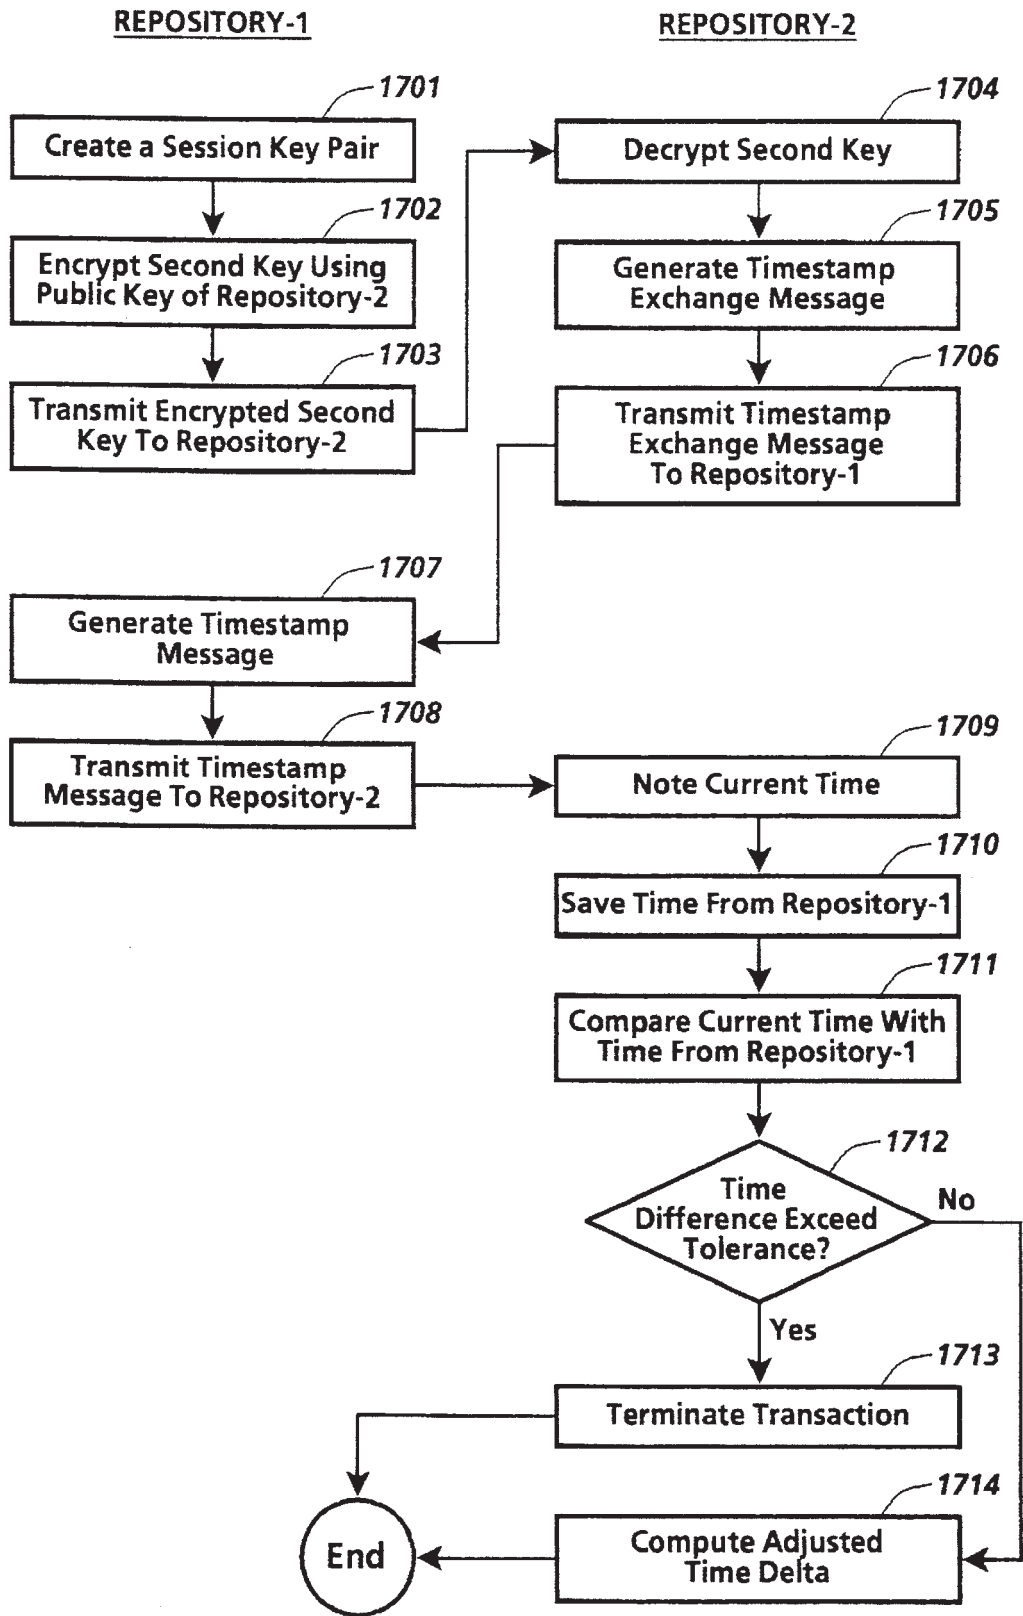 REPOSITORY-1
REPOSITORY-2
1701
Create a Session Key Pair
1702
Encrypt Second Key Using
Public Key of Repository-2
1703
Transmit Encrypted Second
Key To Repository-2
1704
Decrypt Second Key
1705
Generate Timestamp
Exchange Message
1706
Transmit Timestamp
Exchange Message
To Repository-1
1707
Generate Timestamp
Message
1708
Transmit Timestamp
Message To Repository-2
1709
Note Current Time
1710
Save Time From Repository-1
1711
Compare Current Time With
Time From Repository-1
1712
Time
Difference Exceed
Tolerance?
No
Yes
1713
Terminate Transaction
1714
Compute Adjusted
Time Delta
End